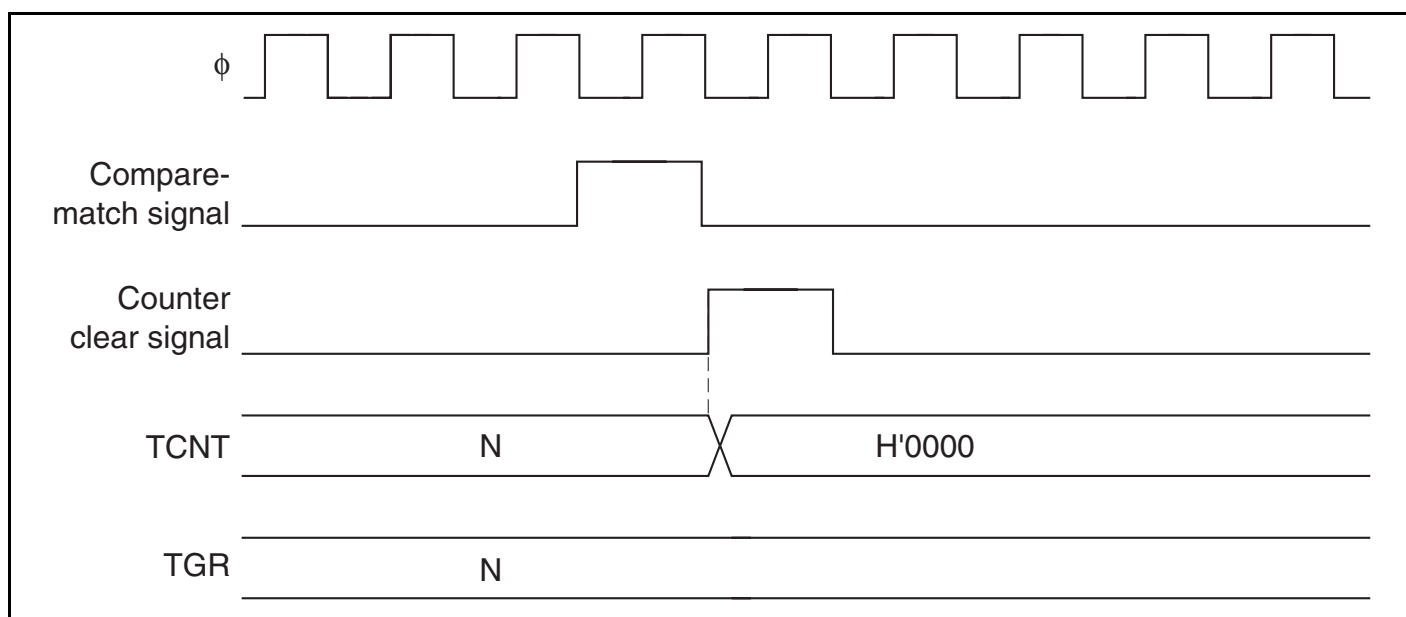 ϕ
Compare-
match signal
Counter
clear signal
TCNT
N
H'0000
TGR
N